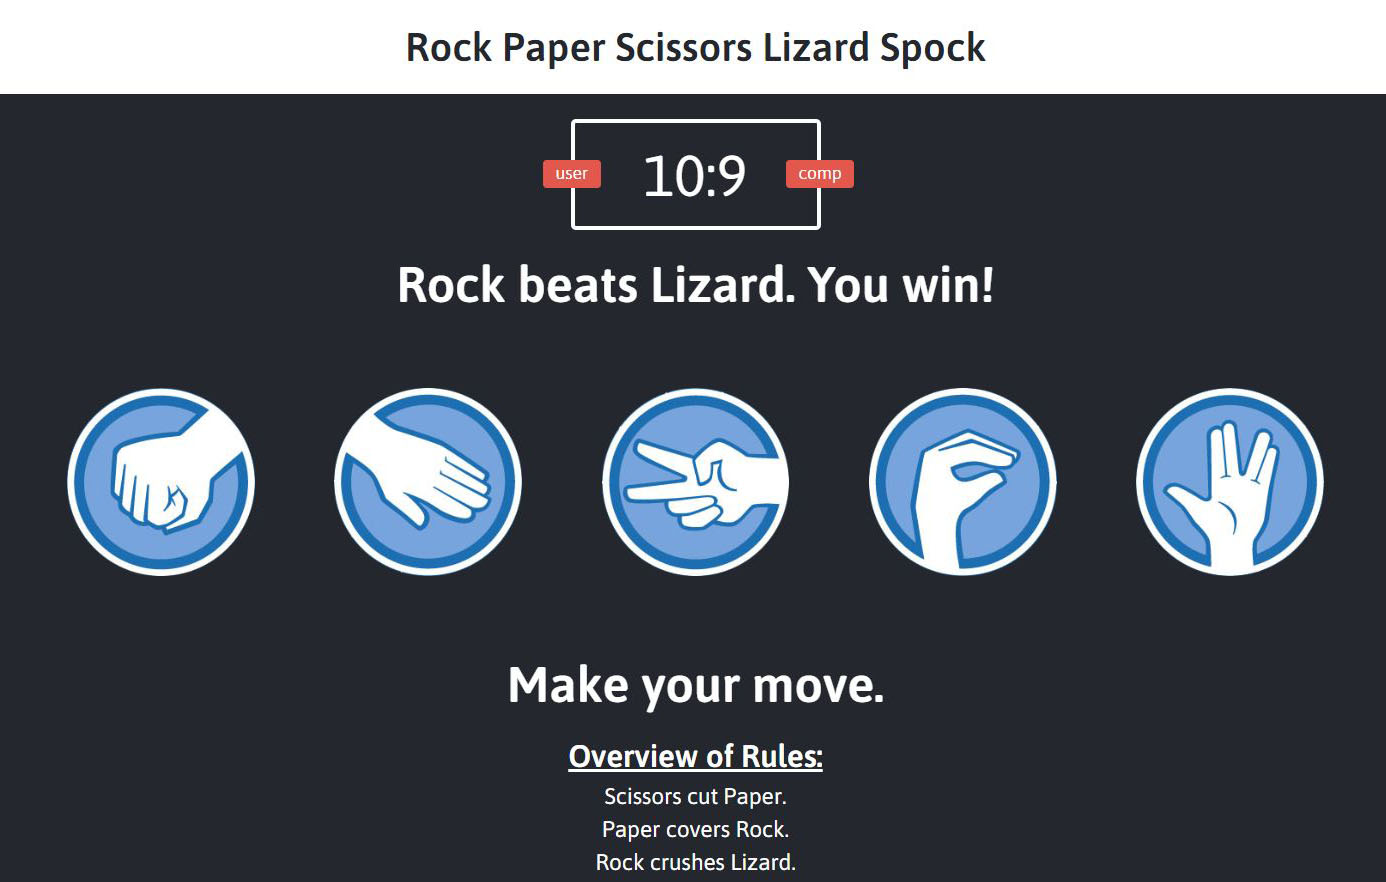 Rock Paper Scissors Lizard Spock
user 10:9 comp
Rock beats Lizard. You win!
Make your move.
Overview of Rules:
Scissors cut Paper.
Paper covers Rock.
Rock crushes Lizard.